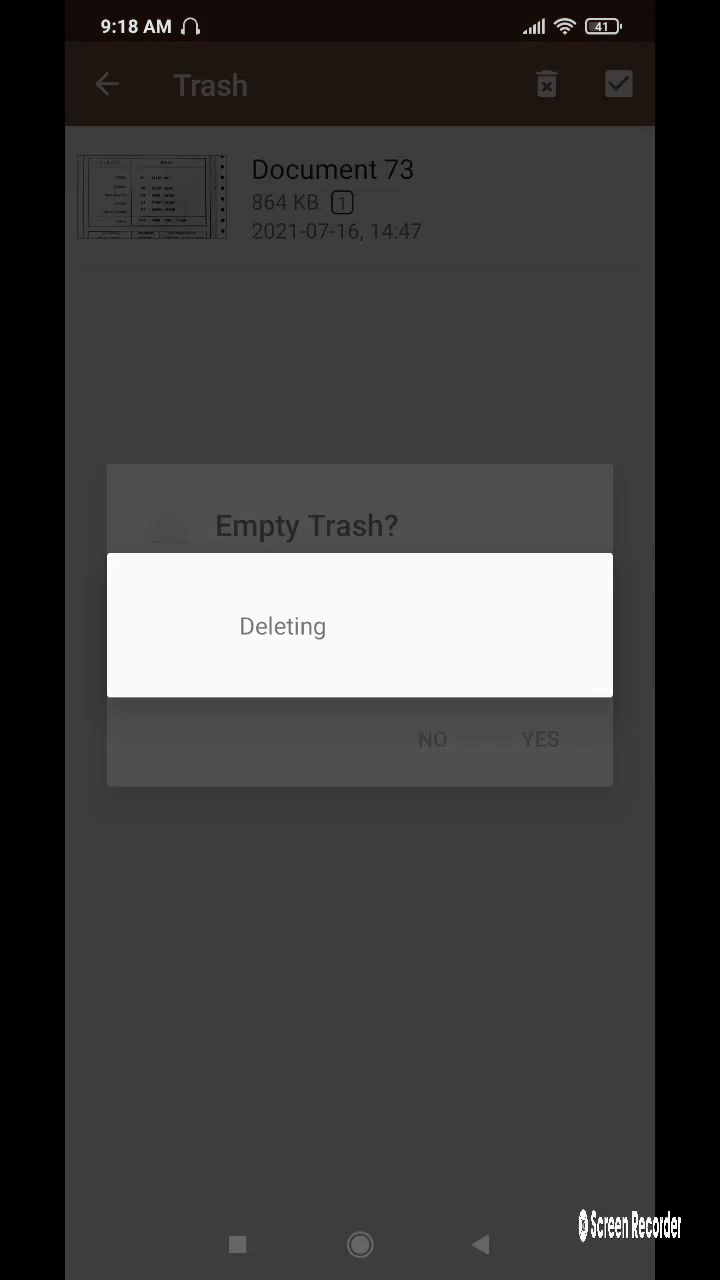 9:18 AM
41
Trash
Document 73
864 KB 1
2021-07-16, 14:47
Empty Trash?
Deleting
NO YES
Screen Recorder